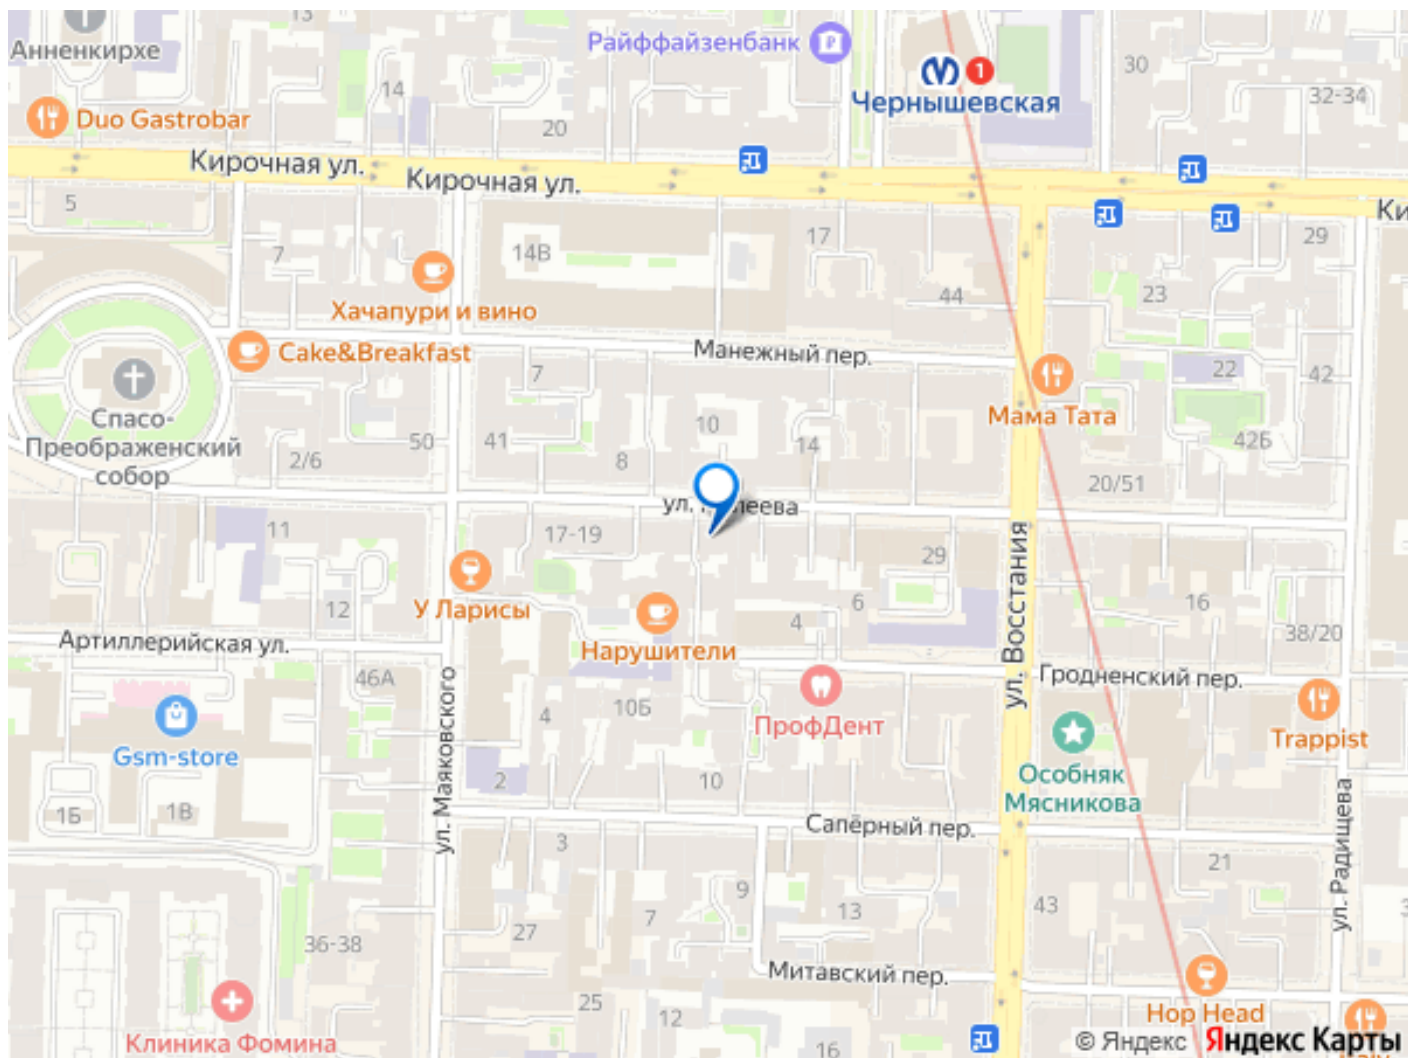 Анненкирхе
Райффайзенбанк
30
1
Чернышевская
32-34
14
Duo Gastrobar
20
Кирочная ул.
Кирочная ул.
5
Ки
7
14В
17
29
44
23
Хачапури и вино
Cake&Breakfast
Манежный пер.
7
22
42
Мама Тата
Спасо-
Преображенский
собор
50
41
10
14
42Б
2/6
8
20/51
ул.
леева
11
17-19
29
ул. Восстания
12
У Ларисы
6
16
4
38/20
Артиллерийская ул.
Нарушители
46А
Гродненский пер.
ул. Маяковского
4
10Б
ПрофДент
Gsm-store
Trappist
2
10
Особняк
Мясникова
1Б
1В
Сапёрный пер.
3
21
ул. Радищева
9
7
13
43
3
27
36-38
Митавский пер.
25
12
16
Hop Head
Клиника Фомина
© Яндекс Яндекс Карты